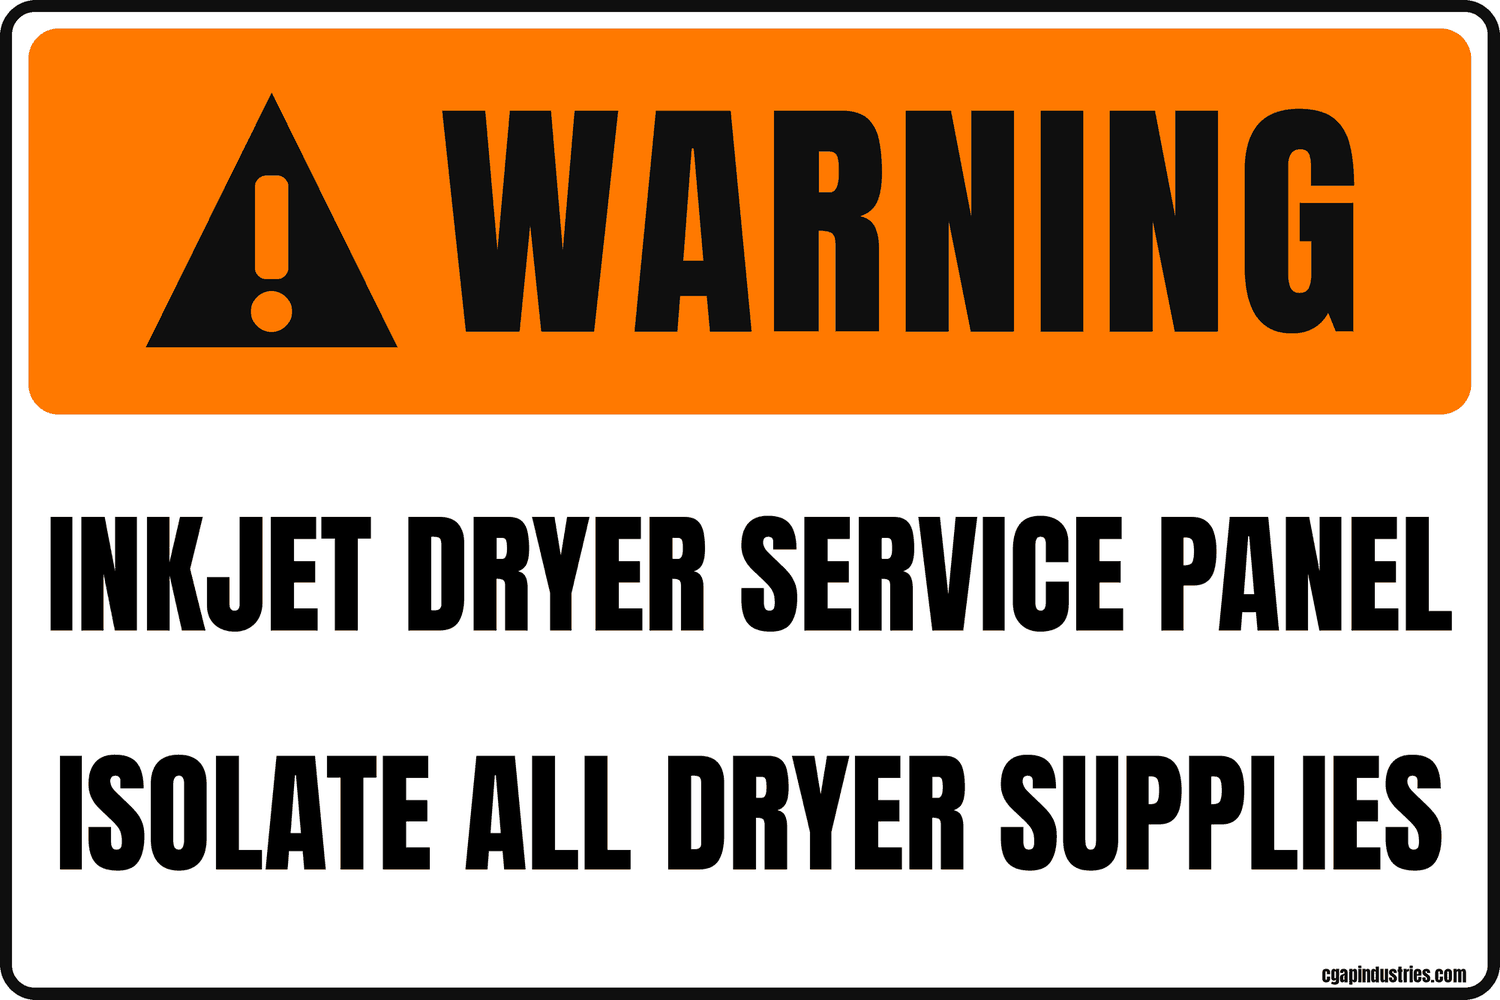 WARNING
INKJET DRYER SERVICE PANEL
ISOLATE ALL DRYER SUPPLIES
cgapindustries.com